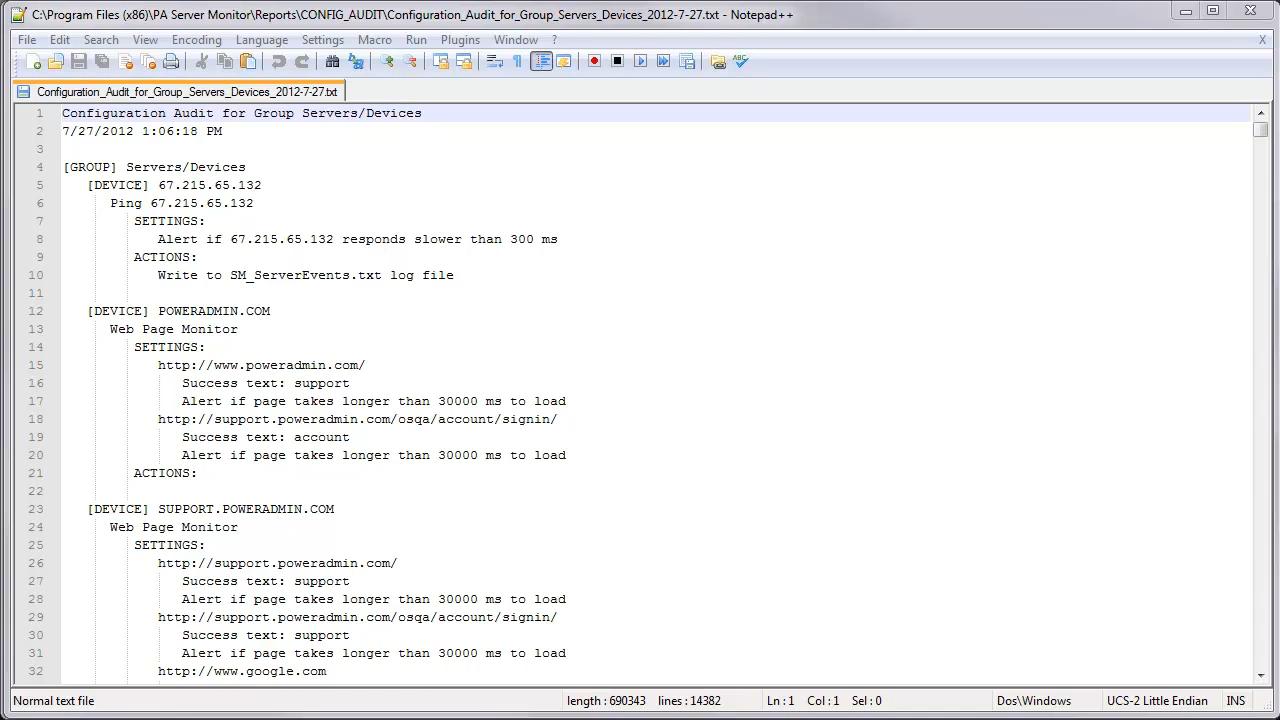 C:\Program Files (x86)\PA Server Monitor\Reports\CONFIG_AUDIT\Configuration_Audit_for_Group_Servers_Devices_2012-7-27.txt - Notepad++
File Edit Search View Encoding Language Settings Macro Run Plugins Window ? X
ABC
Configuration_Audit_for_Group_Servers_Devices_2012-7-27.txt
1 Configuration Audit for Group Servers/Devices
2 7/27/2012 1:06:18 PM
3
4 [GROUP] Servers/Devices
5 [DEVICE] 67.215.65.132
6 Ping 67.215.65.132
7 SETTINGS:
8 Alert if 67.215.65.132 responds slower than 300 ms
9 ACTIONS:
10 Write to SM_ServerEvents.txt log file
11
12 [DEVICE] POWERADMIN.COM
13 Web Page Monitor
14 SETTINGS:
15 http://www.poweradmin.com/
16 Success text: support
17 Alert if page takes longer than 30000 ms to load
18 http://support.poweradmin.com/osqa/account/signin/
19 Success text: account
20 Alert if page takes longer than 30000 ms to load
21 ACTIONS:
22
23 [DEVICE] SUPPORT.POWERADMIN.COM
24 Web Page Monitor
25 SETTINGS:
26 http://support.poweradmin.com/
27 Success text: support
28 Alert if page takes longer than 30000 ms to load
29 http://support.poweradmin.com/osqa/account/signin/
30 Success text: support
31 Alert if page takes longer than 30000 ms to load
32 http://www.google.com
Normal text file length : 690343 lines : 14382 Ln : 1 Col : 1 Sel : 0 Dos\Windows UCS-2 Little Endian INS